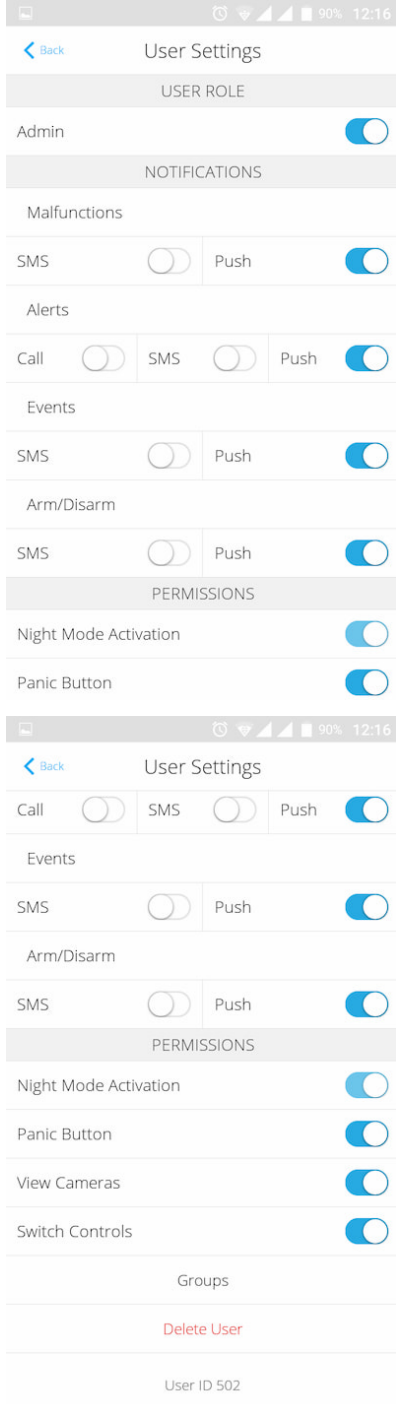 90% 12:16
Back User Settings
USER ROLE
Admin
NOTIFICATIONS
Malfunctions
SMS Push
Alerts
Call SMS Push
Events
SMS Push
Arm/Disarm
SMS Push
PERMISSIONS
Night Mode Activation
Panic Button
90% 12:16
Back User Settings
Call SMS Push
Events
SMS Push
Arm/Disarm
SMS Push
PERMISSIONS
Night Mode Activation
Panic Button
View Cameras
Switch Controls
Groups
Delete User
User ID 502